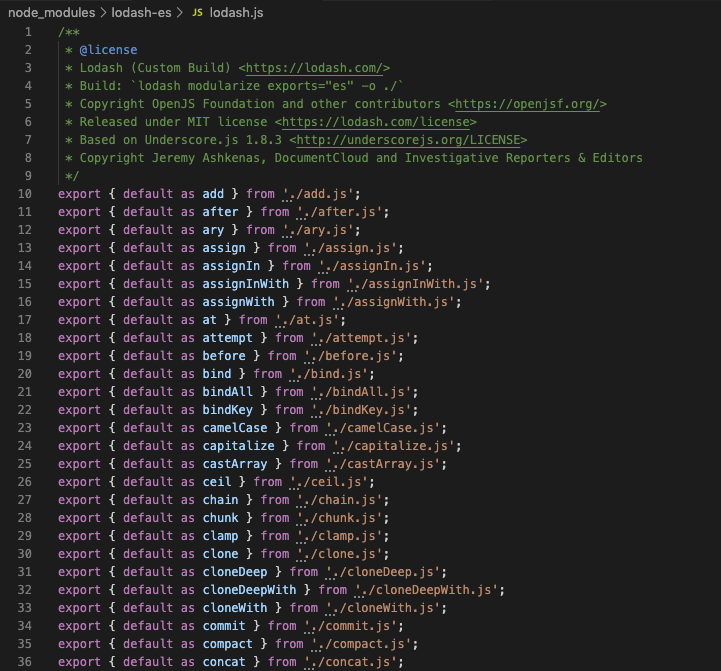 node_modules > lodash-es > JS lodash.js
1 /**
2 * @license
3 * Lodash (Custom Build) <https://lodash.com/>
4 * Build: `lodash modularize exports="es" -o ./`
5 * Copyright OpenJS Foundation and other contributors <https://openjsf.org/>
6 * Released under MIT license <https://lodash.com/license>
7 * Based on Underscore.js 1.8.3 <http://underscorejs.org/LICENSE>
8 * Copyright Jeremy Ashkenas, DocumentCloud and Investigative Reporters & Editors
9 */
10 export { default as add } from './add.js';
11 export { default as after } from './after.js';
12 export { default as ary } from './ary.js';
13 export { default as assign } from './assign.js';
14 export { default as assignIn } from './assignIn.js';
15 export { default as assignInWith } from './assignInWith.js';
16 export { default as assignWith } from './assignWith.js';
17 export { default as at } from './at.js';
18 export { default as attempt } from './attempt.js';
19 export { default as before } from './before.js';
20 export { default as bind } from './bind.js';
21 export { default as bindAll } from './bindAll.js';
22 export { default as bindKey } from './bindKey.js';
23 export { default as camelCase } from './camelCase.js';
24 export { default as capitalize } from './capitalize.js';
25 export { default as castArray } from './castArray.js';
26 export { default as ceil } from './ceil.js';
27 export { default as chain } from './chain.js';
28 export { default as chunk } from './chunk.js';
29 export { default as clamp } from './clamp.js';
30 export { default as clone } from './clone.js';
31 export { default as cloneDeep } from './cloneDeep.js';
32 export { default as cloneDeepWith } from './cloneDeepWith.js';
33 export { default as cloneWith } from './cloneWith.js';
34 export { default as commit } from './commit.js';
35 export { default as compact } from './compact.js';
36 export { default as concat } from './concat.js';